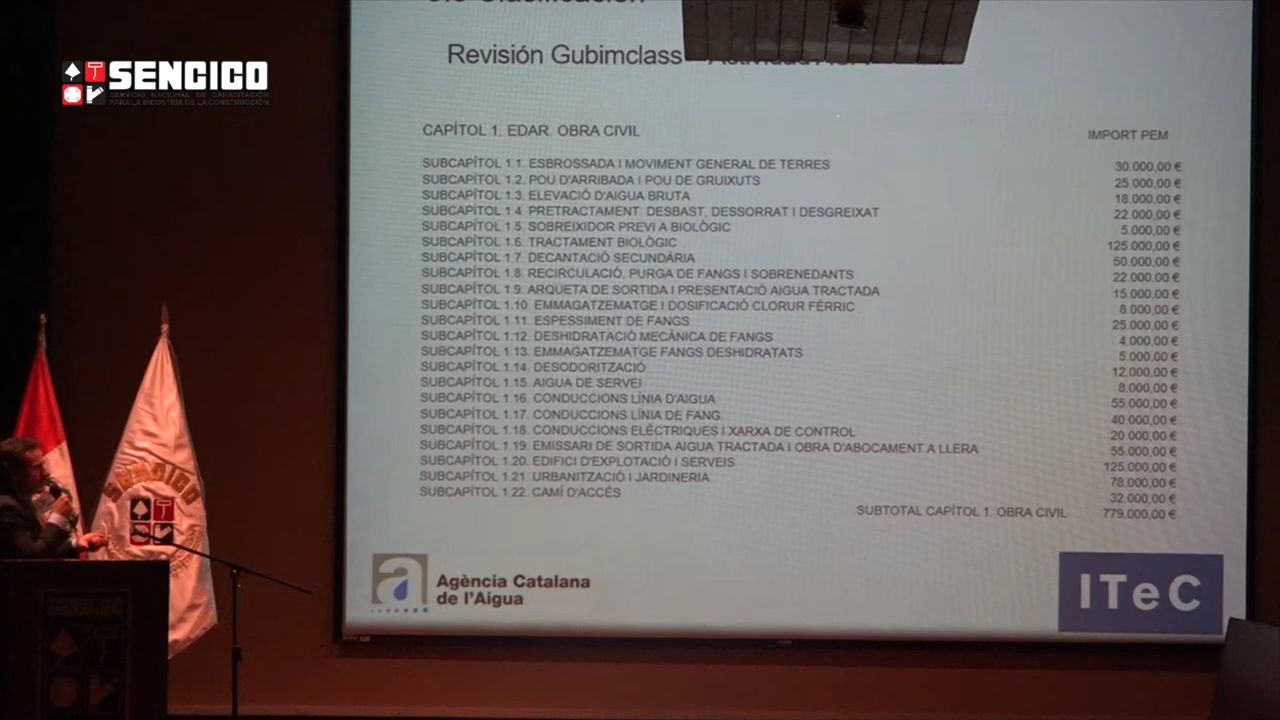 SENCICO
SERVICIO NACIONAL DE CAPACITACIÓN
PARA LA INDUSTRIA DE LA CONSTRUCCIÓN
Revisión Gubimclass
CAPÍTOL 1. EDAR. OBRA CIVIL
IMPORT PEM
SUBCAPÍTOL 1.1. ESBROSSADA I MOVIMENT GENERAL DE TERRES 30.000,00 €
SUBCAPÍTOL 1.2. POU D'ARRIBADA I POU DE GRUIXUTS 25.000,00 €
SUBCAPÍTOL 1.3. ELEVACIÓ D'AIGUA BRUTA 18.000,00 €
SUBCAPÍTOL 1.4. PRETRACTAMENT: DESBAST, DESSORRAT I DESGREIXAT 22.000,00 €
SUBCAPÍTOL 1.5. SOBREIXIDOR PREVI A BIOLÒGIC 5.000,00 €
SUBCAPÍTOL 1.6. TRACTAMENT BIOLÒGIC 125.000,00 €
SUBCAPÍTOL 1.7. DECANTACIÓ SECUNDÀRIA 50.000,00 €
SUBCAPÍTOL 1.8. RECIRCULACIÓ, PURGA DE FANGS I SOBRENEDANTS 22.000,00 €
SUBCAPÍTOL 1.9. ARQUETA DE SORTIDA I PRESENTACIÓ AIGUA TRACTADA 15.000,00 €
SUBCAPÍTOL 1.10. EMMAGATZEMATGE I DOSIFICACIÓ CLORUR FÈRRIC 8.000,00 €
SUBCAPÍTOL 1.11. ESPESSIMENT DE FANGS 25.000,00 €
SUBCAPÍTOL 1.12. DESHIDRATACIÓ MECÀNICA DE FANGS 4.000,00 €
SUBCAPÍTOL 1.13. EMMAGATZEMATGE FANGS DESHIDRATATS 5.000,00 €
SUBCAPÍTOL 1.14. DESODORITZACIÓ 12.000,00 €
SUBCAPÍTOL 1.15. AIGUA DE SERVEI 8.000,00 €
SUBCAPÍTOL 1.16. CONDUCCIONS LÍNIA D'AIGUA 55.000,00 €
SUBCAPÍTOL 1.17. CONDUCCIONS LÍNIA DE FANG 40.000,00 €
SUBCAPÍTOL 1.18. CONDUCCIONS ELÈCTRIQUES I XARXA DE CONTROL 20.000,00 €
SUBCAPÍTOL 1.19. EMISSARI DE SORTIDA AIGUA TRACTADA I OBRA D'ABOCAMENT A LLERA 55.000,00 €
SUBCAPÍTOL 1.20. EDIFICI D'EXPLOTACIÓ I SERVEIS 125.000,00 €
SUBCAPÍTOL 1.21. URBANITZACIÓ I JARDINERIA 78.000,00 €
SUBCAPÍTOL 1.22. CAMÍ D'ACCÉS 32.000,00 €
SUBTOTAL CAPÍTOL 1. OBRA CIVIL 779.000,00 €
Agència Catalana
de l'Aigua
ITeC
SENCICO
SENCICO